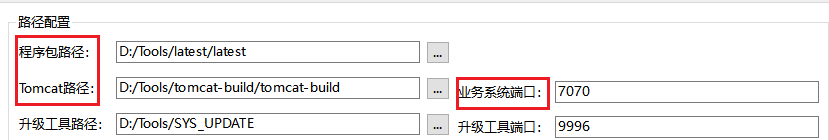 路径配置
程序包路径: D:/Tools/latest/latest ...
Tomcat路径: D:/Tools/tomcat-build/tomcat-build ... 业务系统端口: 7070
升级工具路径: D:/Tools/SYS_UPDATE ... 升级工具端口: 9996